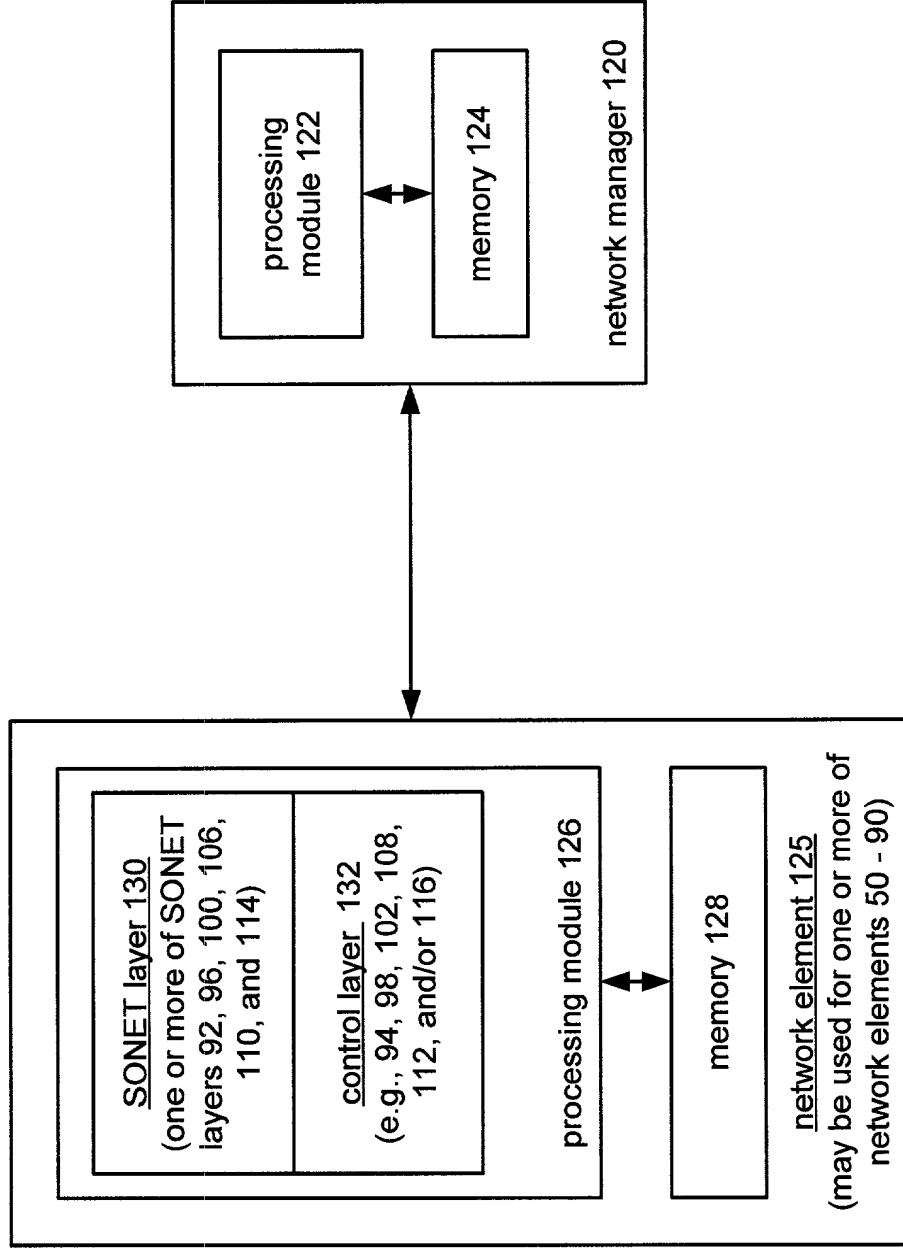 SONET layer 130
(one or more of SONET
layers 92, 96, 100, 106,
110, and 114)
control layer 132
(e.g., 94, 98, 102, 108,
112, and/or 116)
processing module 126
memory 128
network element 125
(may be used for one or more of
network elements 50 - 90)
processing
module 122
memory 124
network manager 120